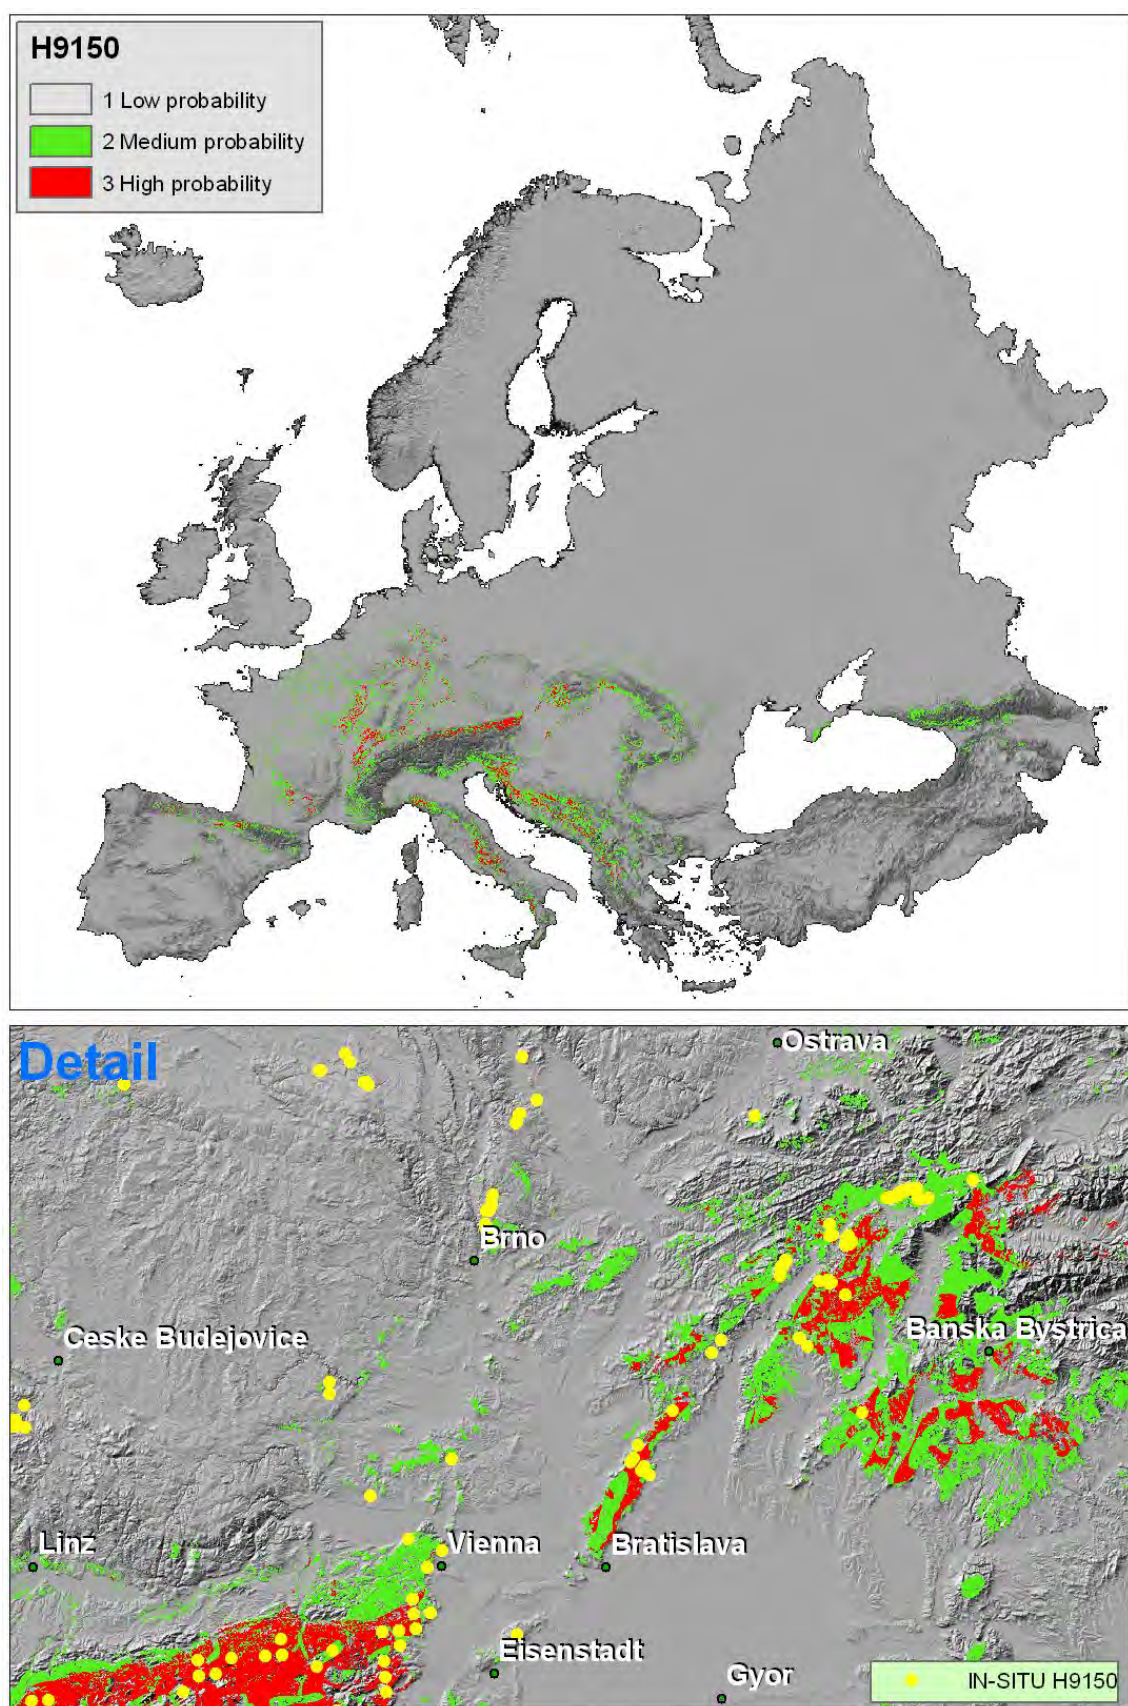 H9150
1 Low probability
2 Medium probability
3 High probability
Detail
Ostrava
Brno
Ceske Budejovice
Banska Bystrica
Linz
Vienna
Bratislava
Eisenstadt
Gyor
IN-SITU H9150